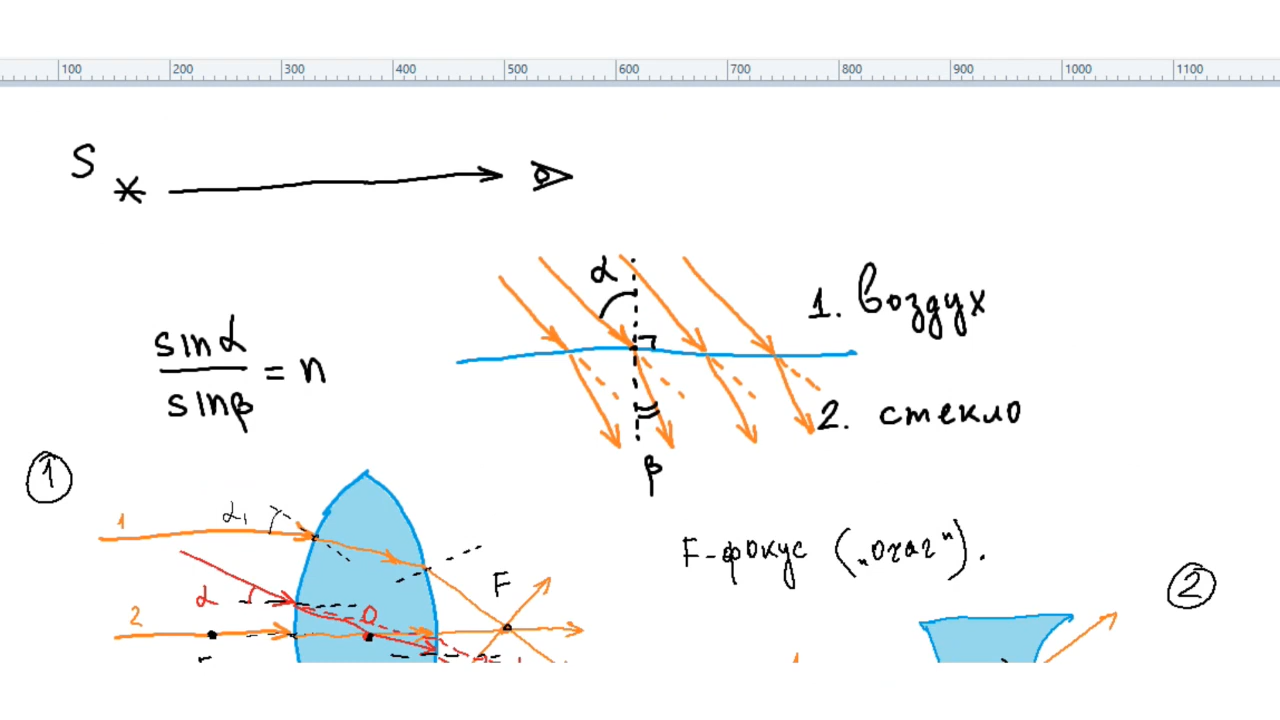 100 200 300 400 500 600 700 800 900 1000 1100
S
α
1. Воздух
sinα
sinβ
= n
2. стекло
β
①
1
α₁
F-фокус („очаг").
F
②
α
2
O